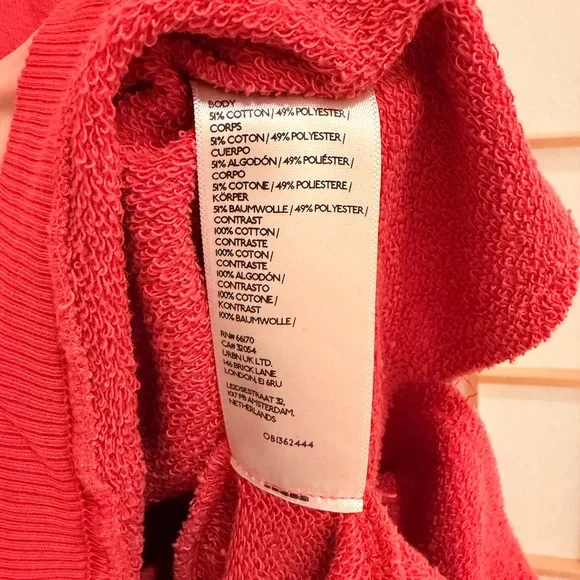 BODY
51% COTTON / 49% POLYESTER /
CORPS
51% COTON / 49% POLYESTER /
CUERPO
51% ALGODÓN / 49% POLIÉSTER /
CORPO
51% COTONE / 49% POLIESTERE /
KÖRPER
51% BAUMWOLLE / 49% POLYESTER /
CONTRAST
100% COTTON /
CONTRASTE
100% COTON /
CONTRASTE
100% ALGODÓN /
CONTRASTO
100% COTONE /
KONTRAST
100% BAUMWOLLE /
RN# 66170
CA# 32054
URBN UK LTD.
146 BRICK LANE
LONDON, E1 6RU
LEIDSESTRAAT 32,
1017 PB AMSTERDAM,
NETHERLANDS
OB1362444